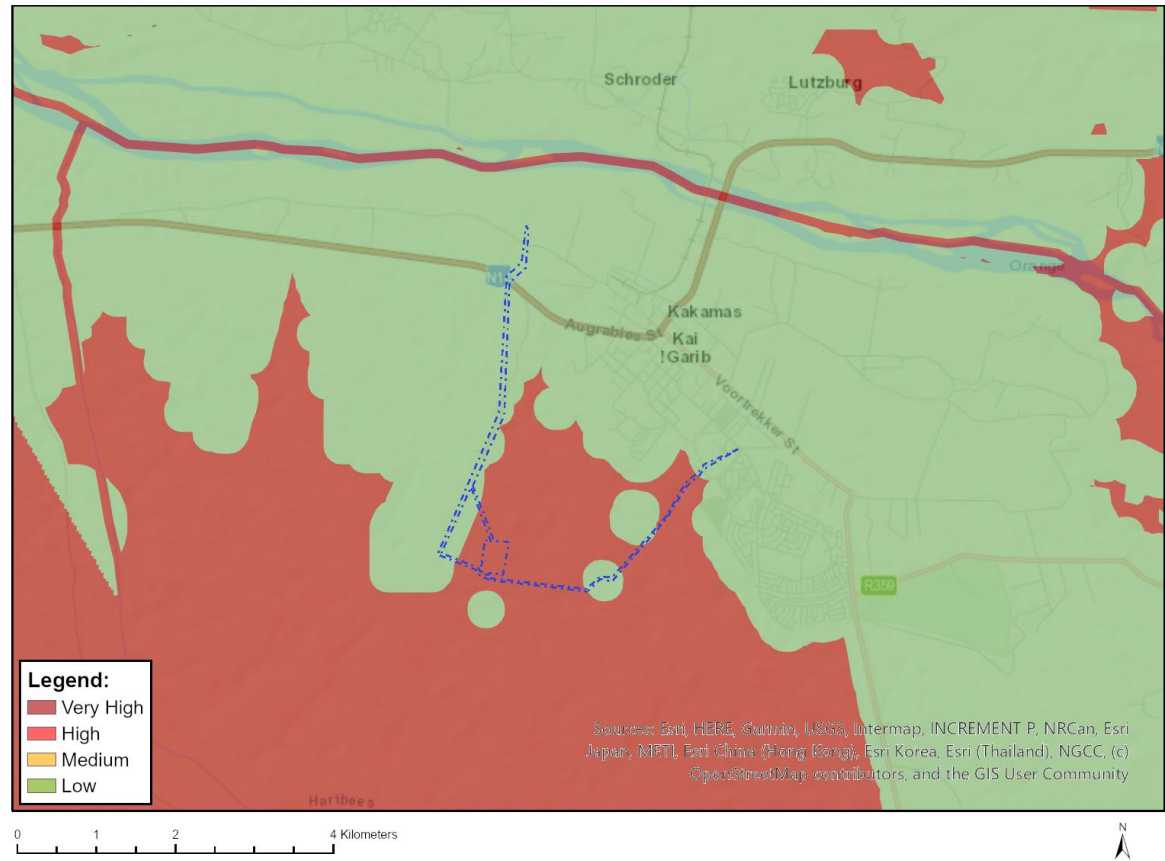 Schroder
Lutzburg
Orange
N1
Kakamas
Augrabies St
Kai
!Garib
Voortrekker St
R359
Legend:
Very High
High
Medium
Low
Sources: Esri, HERE, Garmin, USGS, Intermap, INCREMENT P, NRCan, Esri
Japan, METI, Esri China (Hong Kong), Esri Korea, Esri (Thailand), NGCC, (c)
OpenStreetMap contributors, and the GIS User Community
Hartbees
0 1 2 4 Kilometers
N